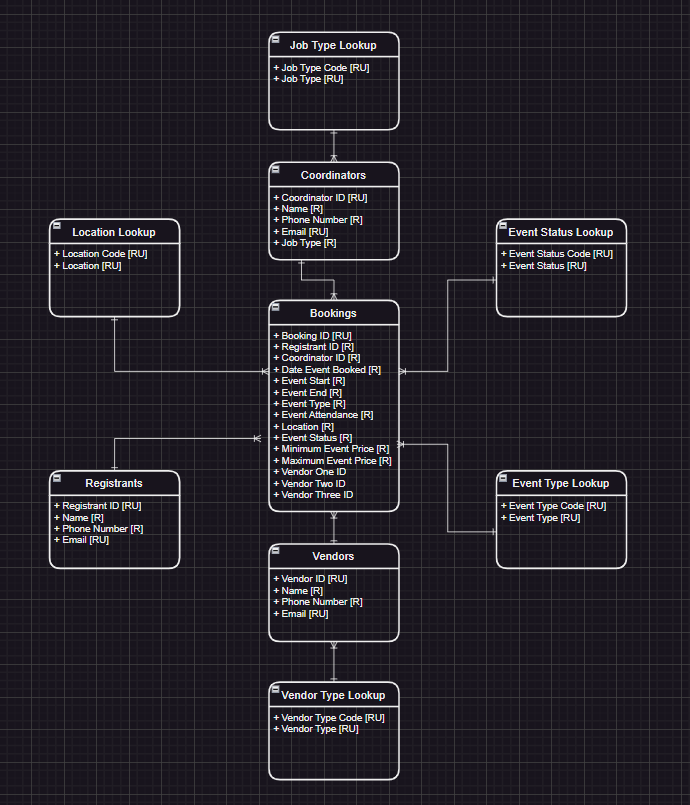 Job Type Lookup
+ Job Type Code [RU]
+ Job Type [RU]
Coordinators
+ Coordinator ID [RU]
+ Name [R]
+ Phone Number [R]
+ Email [RU]
+ Job Type [R]
Location Lookup
+ Location Code [RU]
+ Location [RU]
Event Status Lookup
+ Event Status Code [RU]
+ Event Status [RU]
Bookings
+ Booking ID [RU]
+ Registrant ID [R]
+ Coordinator ID [R]
+ Date Event Booked [R]
+ Event Start [R]
+ Event End [R]
+ Event Type [R]
+ Event Attendance [R]
+ Location [R]
+ Event Status [R]
+ Minimum Event Price [R]
+ Maximum Event Price [R]
+ Vendor One ID
+ Vendor Two ID
+ Vendor Three ID
Registrants
+ Registrant ID [RU]
+ Name [R]
+ Phone Number [R]
+ Email [RU]
Event Type Lookup
+ Event Type Code [RU]
+ Event Type [RU]
Vendors
+ Vendor ID [RU]
+ Name [R]
+ Phone Number [R]
+ Email [RU]
Vendor Type Lookup
+ Vendor Type Code [RU]
+ Vendor Type [RU]